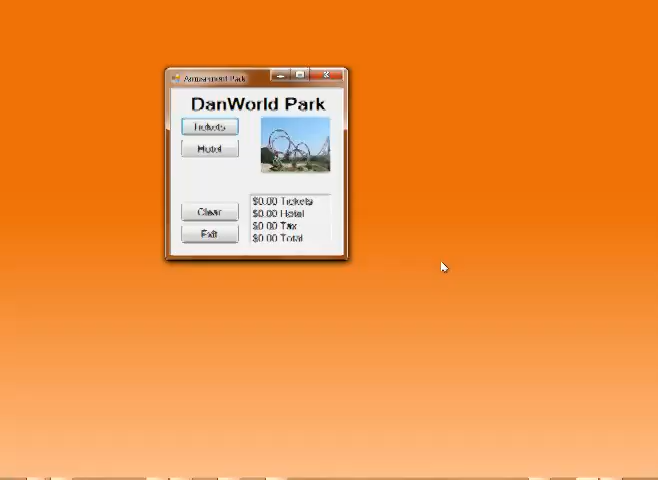 Amusement Park
DanWorld Park
Tickets
Hotel
Clear
Exit
$0.00 Tickets
$0.00 Hotel
$0.00 Tax
$0.00 Total